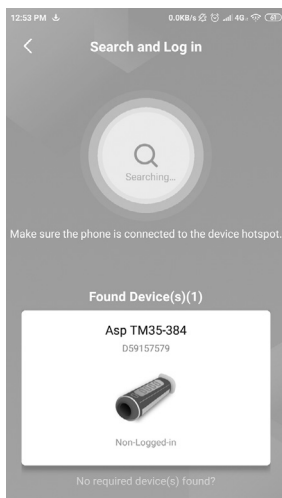 12:53 PM
0.0KB/s 4G
Search and Log in
Searching...
Make sure the phone is connected to the device hotspot.
Found Device(s)(1)
Asp TM35-384
D59157579
Non-Logged-in
No required device(s) found?